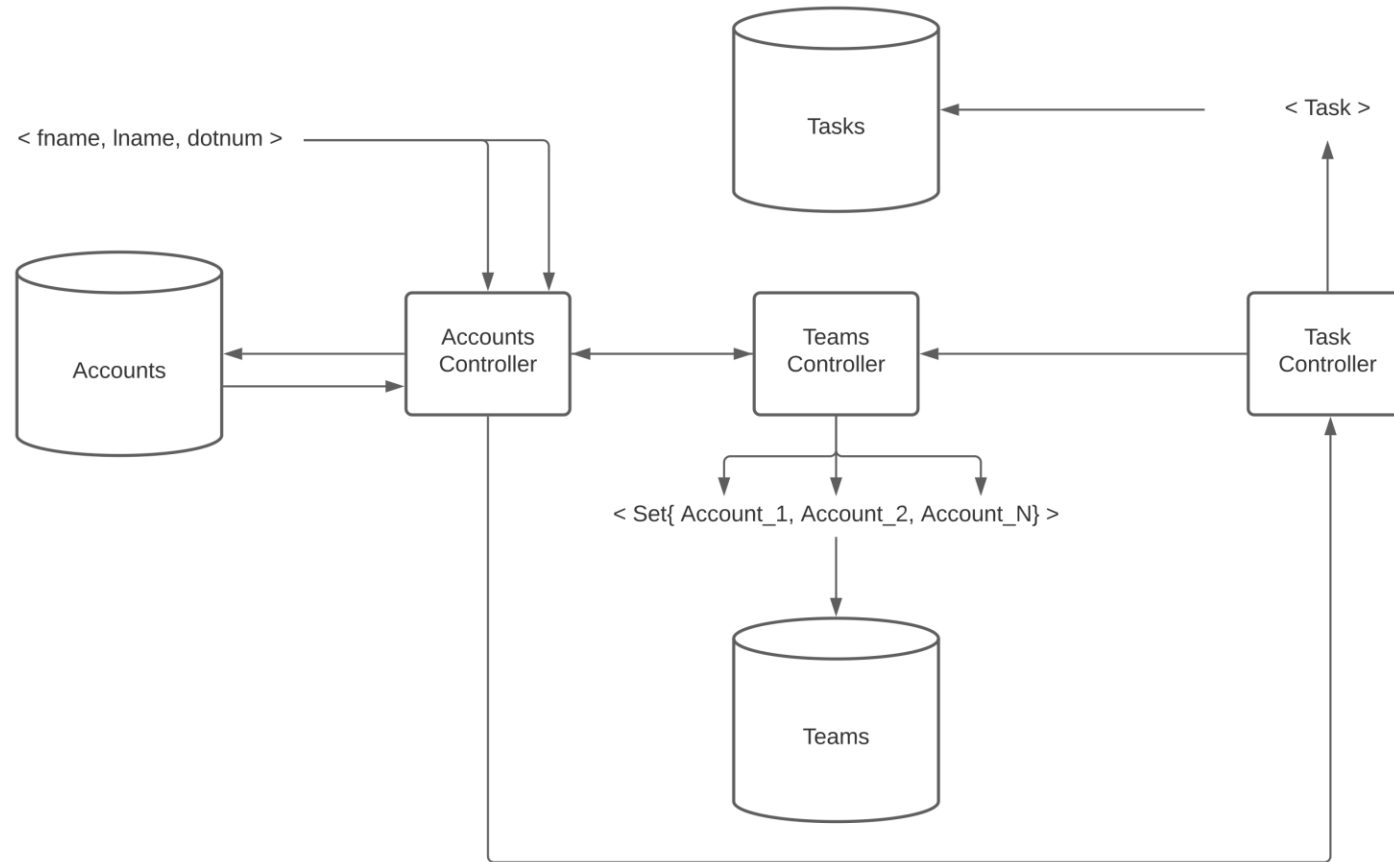 Tasks
< Task >
< fname, lname, dotnum >
Accounts
Accounts
Controller
Teams
Controller
Task
Controller
< Set{ Account_1, Account_2, Account_N} >
Teams